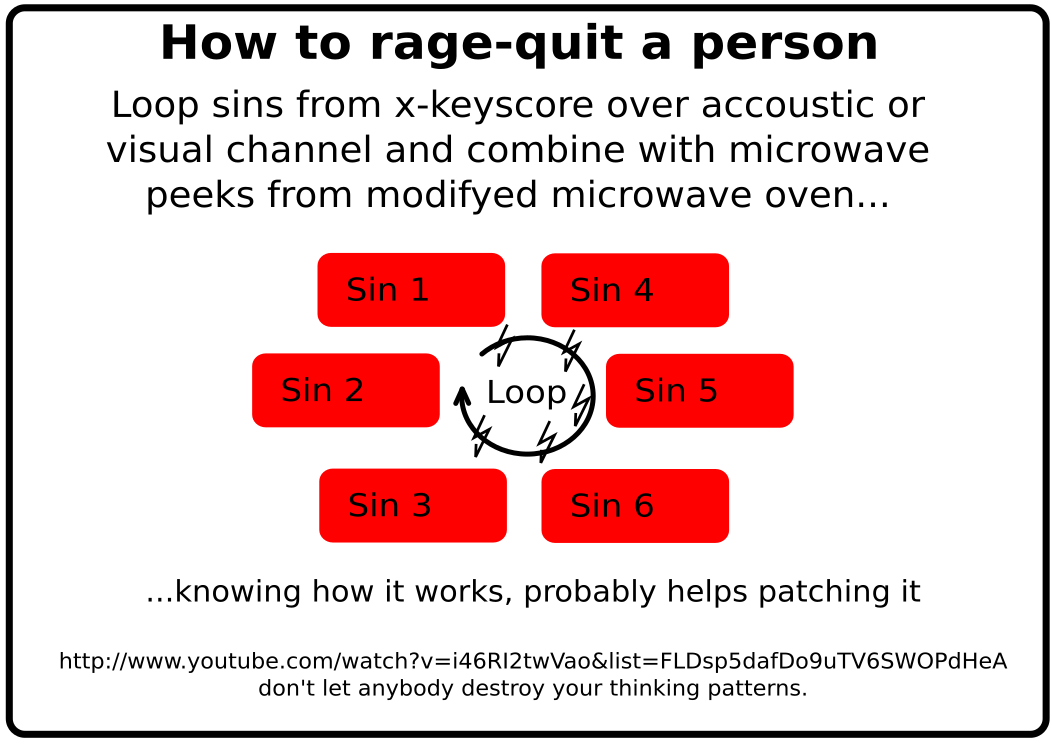 How to rage-quit a person
Loop sins from x-keyscore over accoustic or
visual channel and combine with microwave
peeks from modifyed microwave oven...
Sin 1
Sin 4
Sin 2
Loop
Sin 5
Sin 3
Sin 6
...knowing how it works, probably helps patching it
http://www.youtube.com/watch?v=i46RI2twVao&list=FLDsp5dafDo9uTV6SWOPdHeA
don't let anybody destroy your thinking patterns.